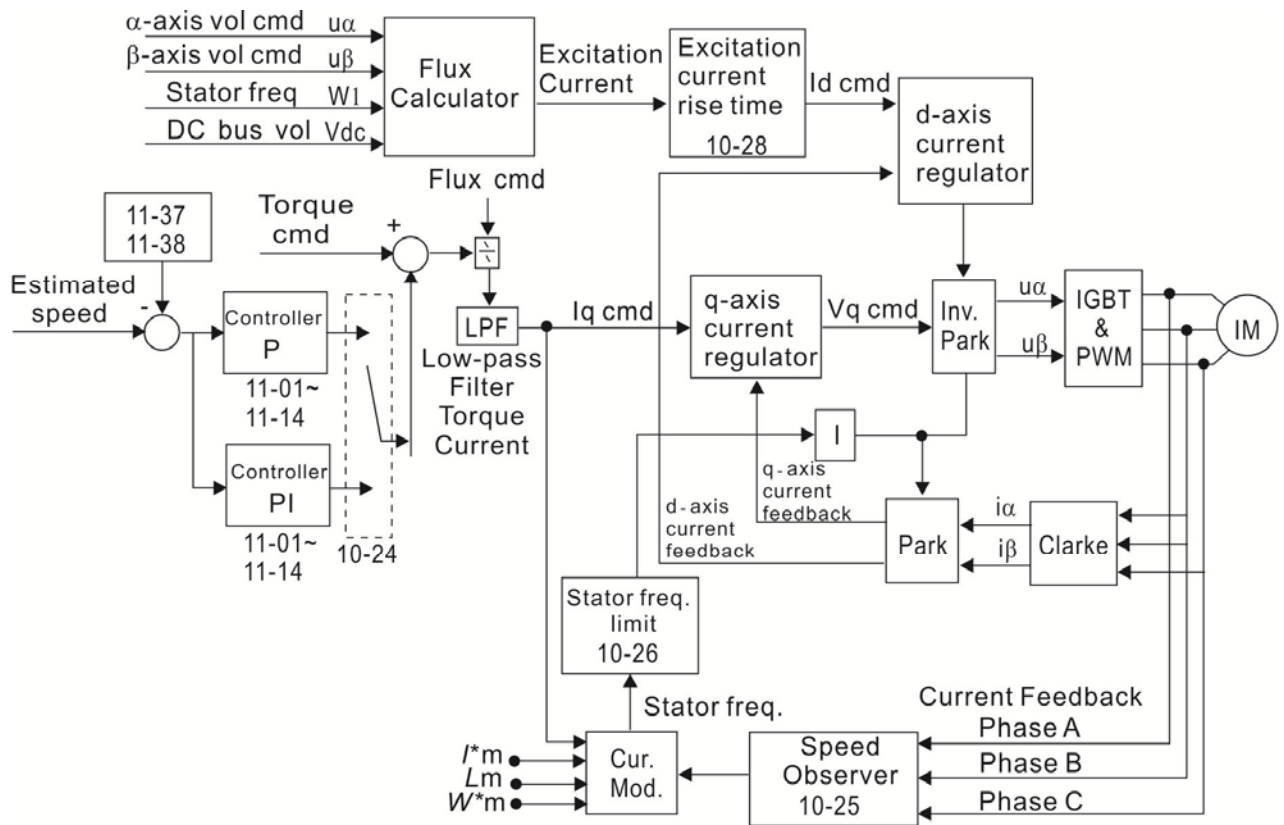 α-axis vol cmd uα
β-axis vol cmd uβ
Stator freq W1
DC bus vol Vdc
Flux
Calculator
Excitation
Current
Excitation
current
rise time
10-28
Id cmd
d-axis
current
regulator
11-37
11-38
Estimated
speed
-
Controller
P
11-01~
11-14
Controller
PI
11-01~
11-14
10-24
Torque
cmd
+
Flux cmd
LPF
Low-pass
Filter
Torque
Current
Iq cmd
q-axis
current
regulator
Vq cmd
Inv.
Park
uα
uβ
IGBT
&
PWM
IM
I
q-axis
current
feedback
d-axis
current
feedback
Park
iα
iβ
Clarke
Stator freq.
limit
10-26
Stator freq.
I*m
Lm
W*m
Cur.
Mod.
Speed
Observer
10-25
Current Feedback
Phase A
Phase B
Phase C